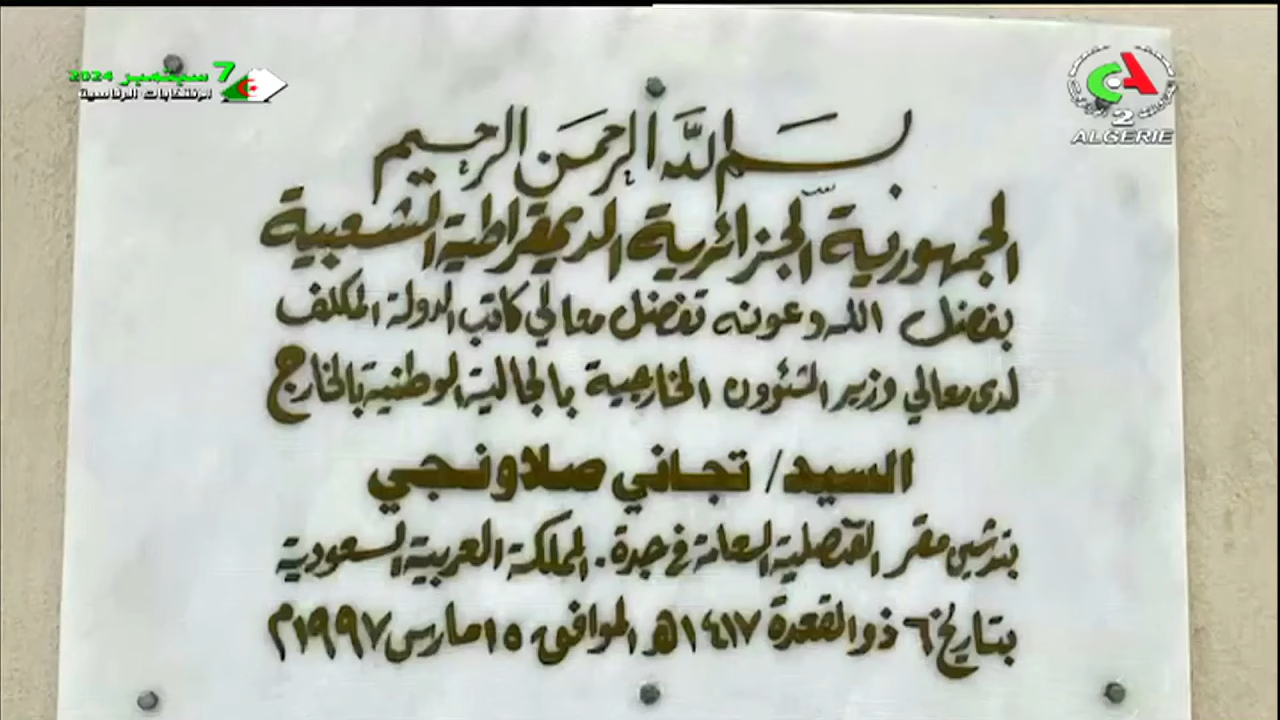 7 سبتمبر 2024
الانتخابات الرئاسية
2
ALGERIE
بسم الله الرحمن الرحيم
الجمهورية الجزائرية الديمقراطية الشعبية
بفضل الله وعونه تفضل معالي كاتب الدولة المكلف
لدى معالي وزير الشئوون الخارجية بالجالية الوطنية بالخارج
السيد/ تجاني صلاونجي
بتدشين مقر القنصلية العامة في جدة . المملكة العربية السعودية
بتاريخ ٦ ذو القعدة ١٤١٧ه الموافق ١٥ مارس ١٩٩٧م